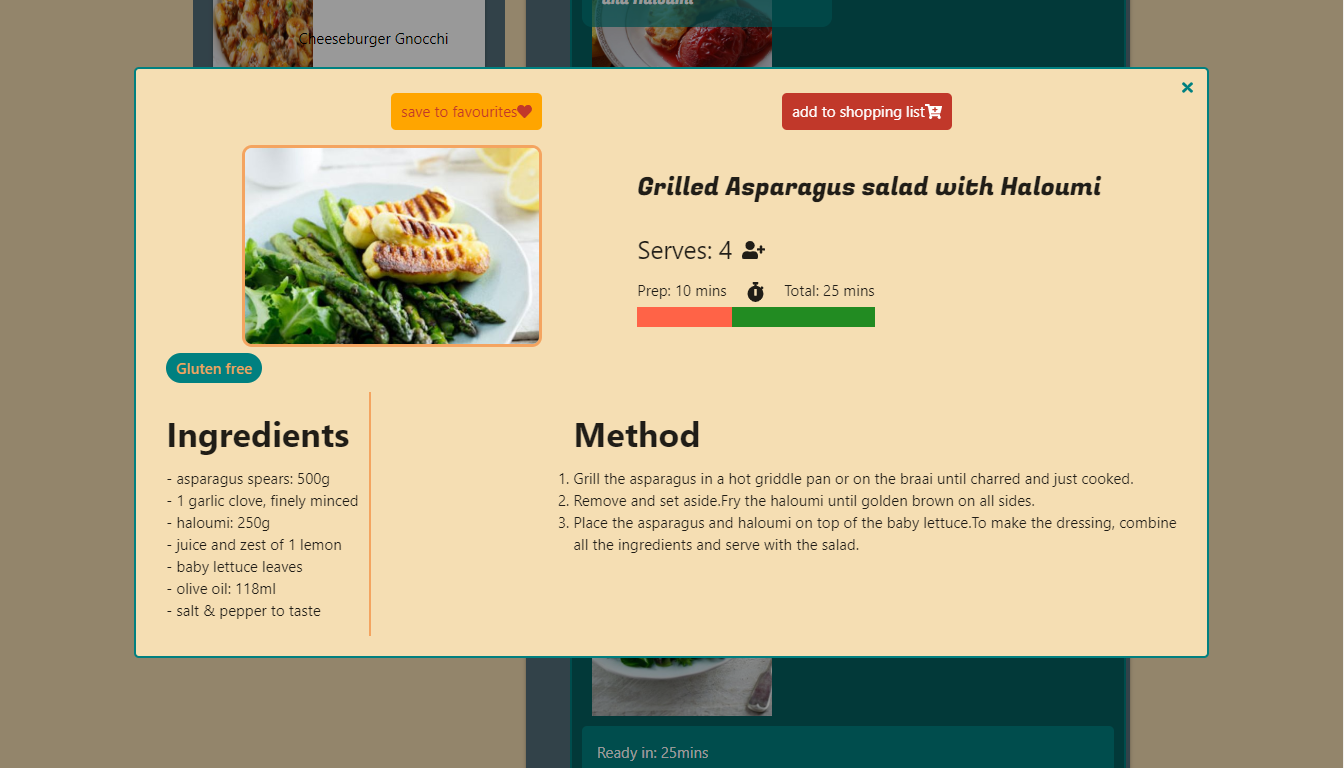 and Haloumi
Cheeseburger Gnocchi
save to favourites
add to shopping list
Grilled Asparagus salad with Haloumi
Serves: 4
Prep: 10 mins
Total: 25 mins
Gluten free
Ingredients
- asparagus spears: 500g
- 1 garlic clove, finely minced
- haloumi: 250g
- juice and zest of 1 lemon
- baby lettuce leaves
- olive oil: 118ml
- salt & pepper to taste
Method
1. Grill the asparagus in a hot griddle pan or on the braai until charred and just cooked.
2. Remove and set aside.Fry the haloumi until golden brown on all sides.
3. Place the asparagus and haloumi on top of the baby lettuce.To make the dressing, combine
all the ingredients and serve with the salad.
Ready in: 25mins